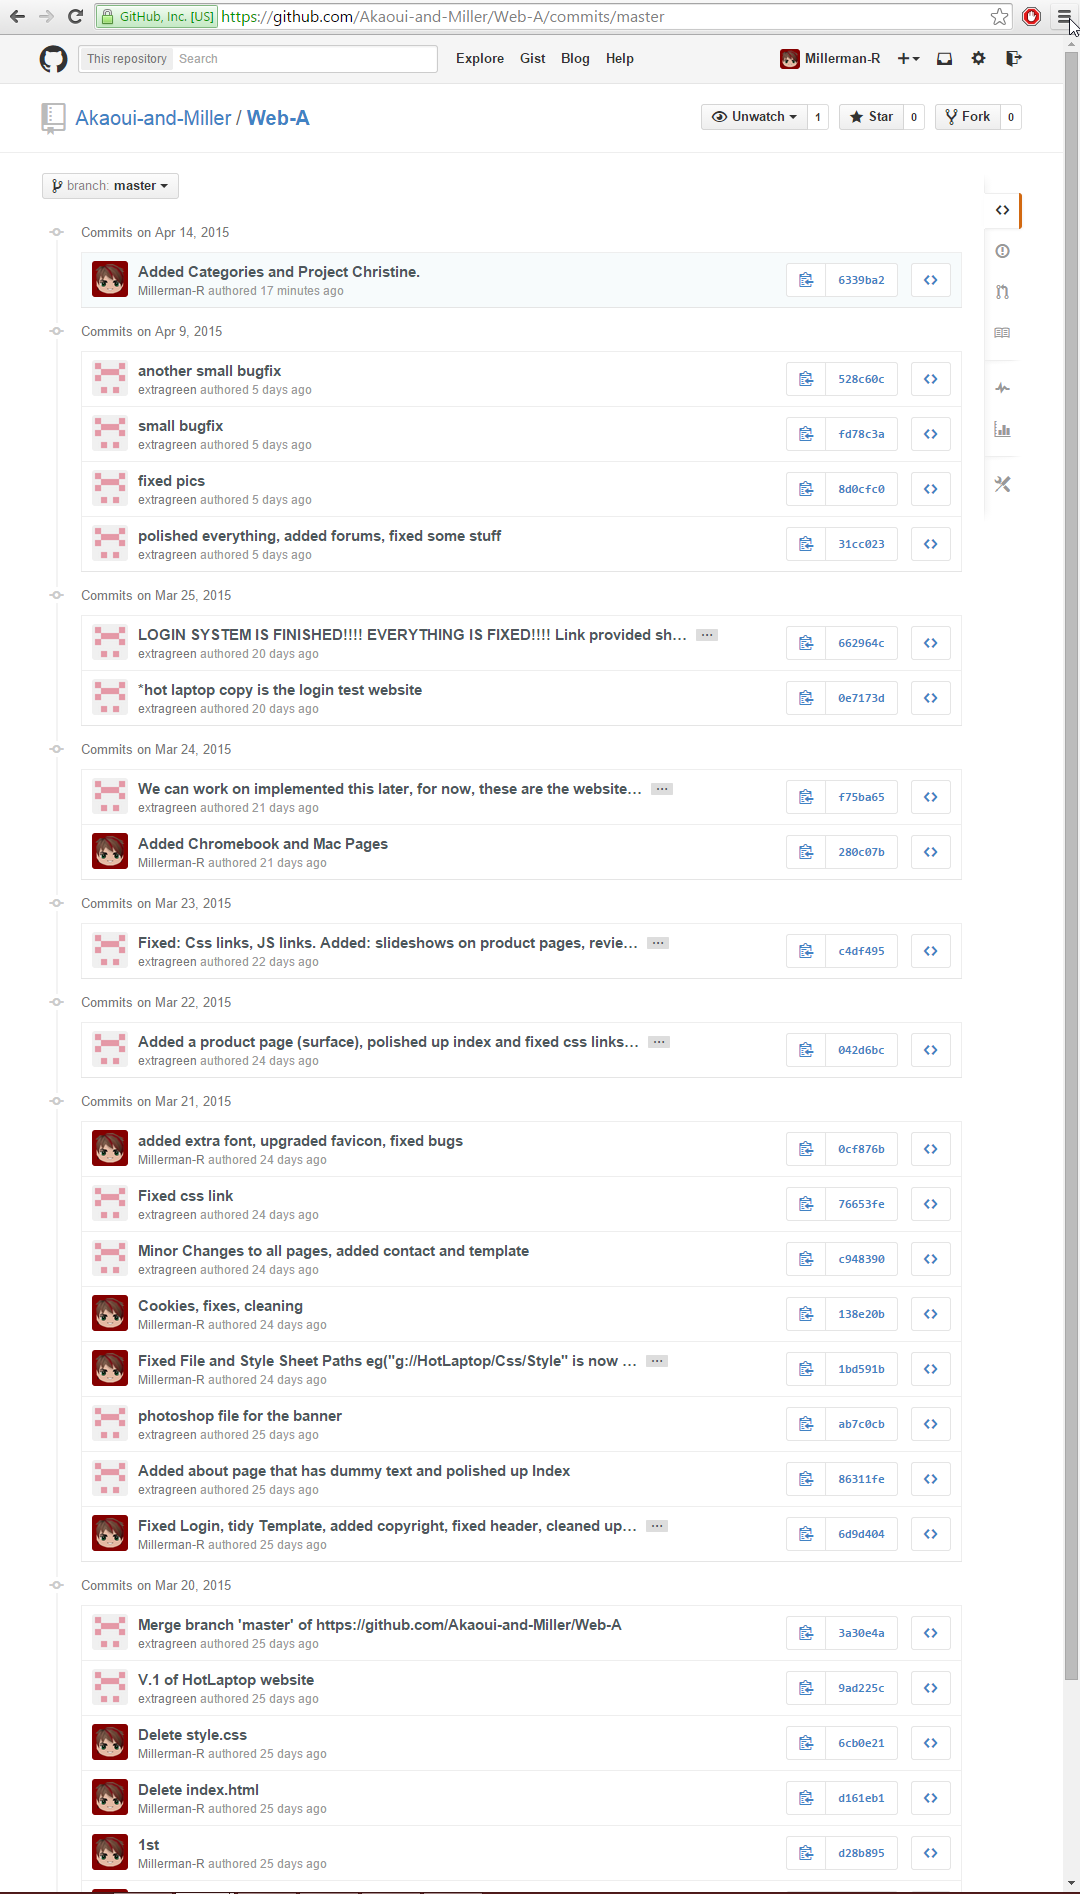 GitHub, Inc. [US] https://github.com/Akaoui-and-Miller/Web-A/commits/master
This repository Search Explore Gist Blog Help Millerman-R
Akaoui-and-Miller / Web-A Unwatch 1 Star 0 Fork 0
branch: master
Commits on Apr 14, 2015
Added Categories and Project Christine.
Millerman-R authored 17 minutes ago
6339ba2
Commits on Apr 9, 2015
another small bugfix
extragreen authored 5 days ago
528c60c
small bugfix
extragreen authored 5 days ago
fd78c3a
fixed pics
extragreen authored 5 days ago
8d0cfc0
polished everything, added forums, fixed some stuff
extragreen authored 5 days ago
31cc023
Commits on Mar 25, 2015
LOGIN SYSTEM IS FINISHED!!!! EVERYTHING IS FIXED!!!! Link provided sh… …
extragreen authored 20 days ago
662964c
*hot laptop copy is the login test website
extragreen authored 20 days ago
0e7173d
Commits on Mar 24, 2015
We can work on implemented this later, for now, these are the website… …
extragreen authored 21 days ago
f75ba65
Added Chromebook and Mac Pages
Millerman-R authored 21 days ago
280c07b
Commits on Mar 23, 2015
Fixed: Css links, JS links. Added: slideshows on product pages, revie… …
extragreen authored 22 days ago
c4df495
Commits on Mar 22, 2015
Added a product page (surface), polished up index and fixed css links… …
extragreen authored 24 days ago
042d6bc
Commits on Mar 21, 2015
added extra font, upgraded favicon, fixed bugs
Millerman-R authored 24 days ago
0cf876b
Fixed css link
extragreen authored 24 days ago
76653fe
Minor Changes to all pages, added contact and template
extragreen authored 24 days ago
c948390
Cookies, fixes, cleaning
Millerman-R authored 24 days ago
138e20b
Fixed File and Style Sheet Paths eg("g://HotLaptop/Css/Style" is now … …
Millerman-R authored 24 days ago
1bd591b
photoshop file for the banner
extragreen authored 25 days ago
ab7c0cb
Added about page that has dummy text and polished up Index
extragreen authored 25 days ago
86311fe
Fixed Login, tidy Template, added copyright, fixed header, cleaned up… …
Millerman-R authored 25 days ago
6d9d404
Commits on Mar 20, 2015
Merge branch 'master' of https://github.com/Akaoui-and-Miller/Web-A
extragreen authored 25 days ago
3a30e4a
V.1 of HotLaptop website
extragreen authored 25 days ago
9ad225c
Delete style.css
Millerman-R authored 25 days ago
6cb0e21
Delete index.html
Millerman-R authored 25 days ago
d161eb1
1st
Millerman-R authored 25 days ago
d28b895